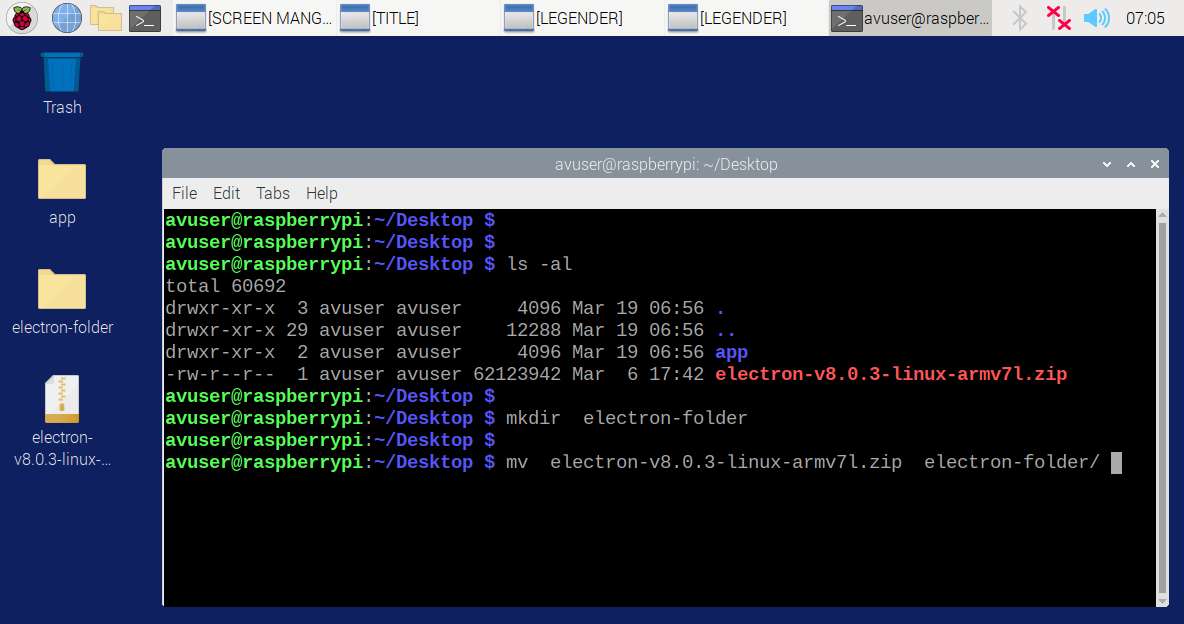 [SCREEN MANG... [TITLE] [LEGENDER] [LEGENDER] >_ avuser@raspber... 07:05
Trash
app
electron-folder
electron-
v8.0.3-linux-...
avuser@raspberrypi: ~/Desktop
File Edit Tabs Help
avuser@raspberrypi:~/Desktop $
avuser@raspberrypi:~/Desktop $
avuser@raspberrypi:~/Desktop $ ls -al
total 60692
drwxr-xr-x  3 avuser avuser     4096 Mar 19 06:56 .
drwxr-xr-x 29 avuser avuser    12288 Mar 19 06:56 ..
drwxr-xr-x  2 avuser avuser     4096 Mar 19 06:56 app
-rw-r--r--  1 avuser avuser 62123942 Mar  6 17:42 electron-v8.0.3-linux-armv7l.zip
avuser@raspberrypi:~/Desktop $
avuser@raspberrypi:~/Desktop $ mkdir  electron-folder
avuser@raspberrypi:~/Desktop $
avuser@raspberrypi:~/Desktop $ mv  electron-v8.0.3-linux-armv7l.zip  electron-folder/